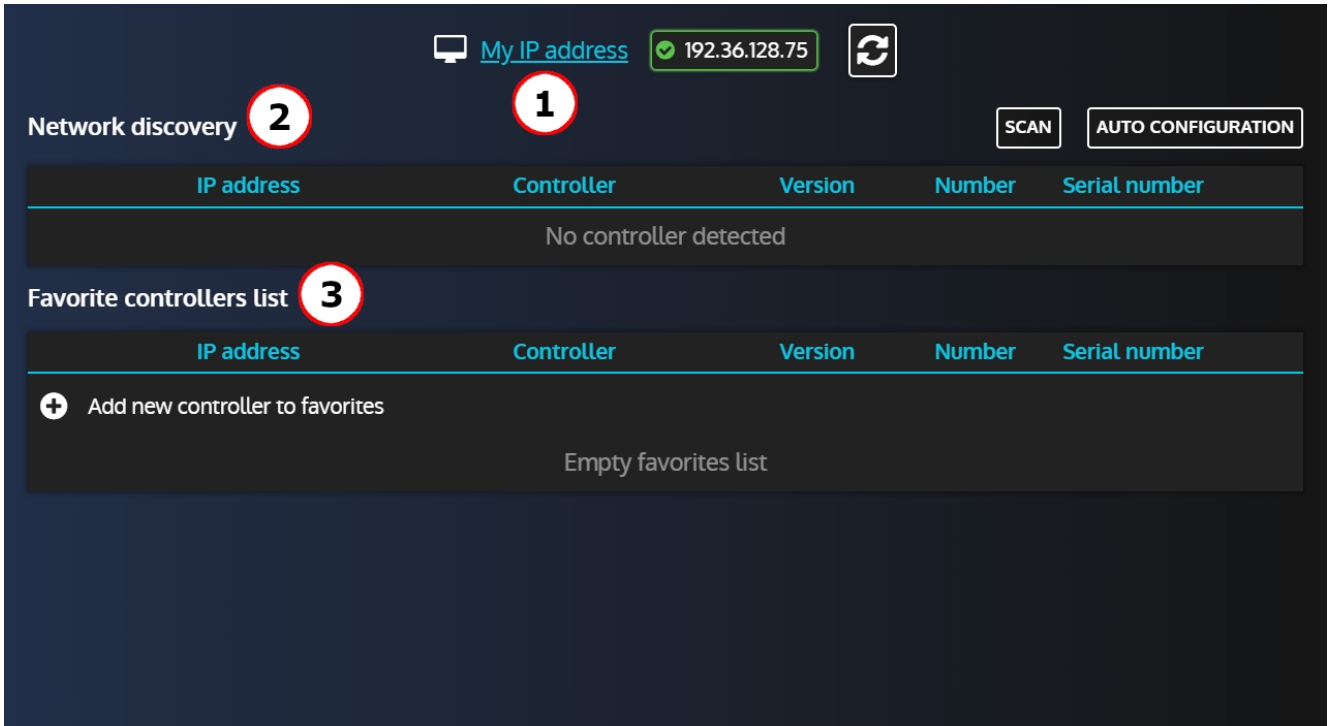 My IP address 192.36.128.75
1
Network discovery 2 SCAN AUTO CONFIGURATION
IP address Controller Version Number Serial number
No controller detected
Favorite controllers list 3
IP address Controller Version Number Serial number
Add new controller to favorites
Empty favorites list